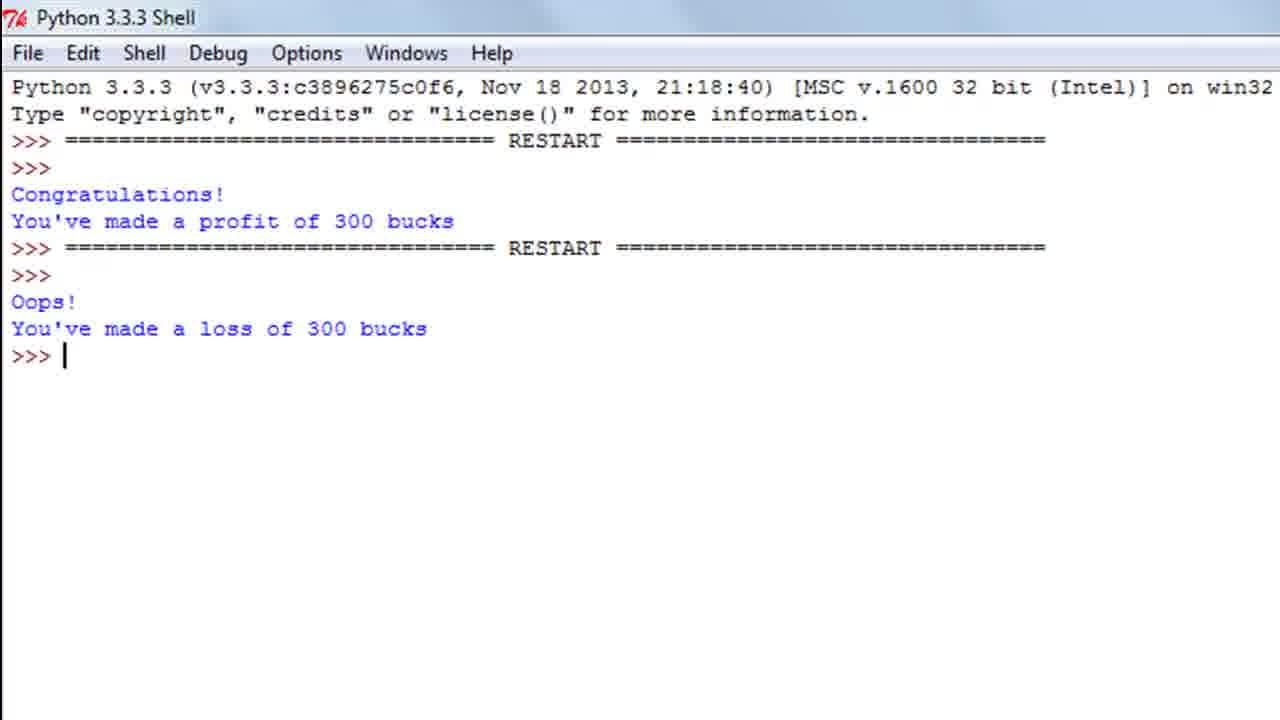 Python 3.3.3 Shell
File Edit Shell Debug Options Windows Help
Python 3.3.3 (v3.3.3:c3896275c0f6, Nov 18 2013, 21:18:40) [MSC v.1600 32 bit (Intel)] on win32
Type "copyright", "credits" or "license()" for more information.
>>> ================================ RESTART ================================
>>>
Congratulations!
You've made a profit of 300 bucks
>>> ================================ RESTART ================================
>>>
Oops!
You've made a loss of 300 bucks
>>>